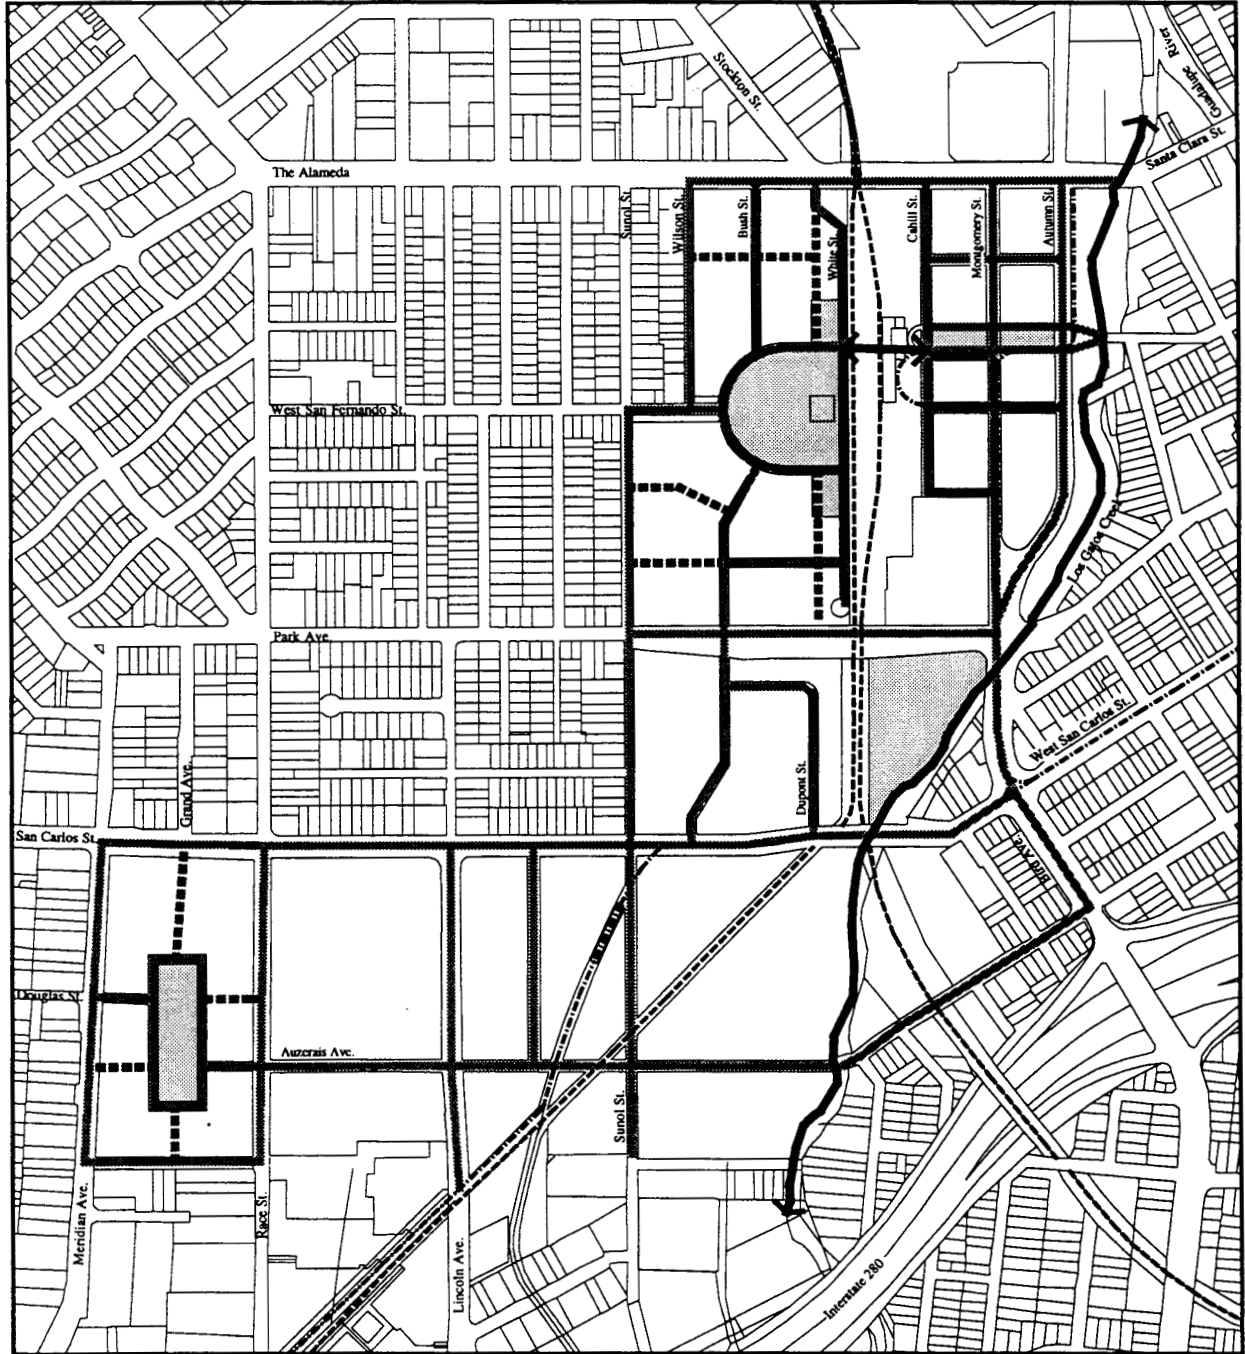 River
Guadalupe
Stockton St.
Santa Clara St.
The Alameda
Sunol St.
Wilson St.
Bush St.
White St.
Cahill St.
Montgomery St.
Autumn St.
West San Fernando St.
Los Gatos Creek
Park Ave.
West San Carlos St.
Grand Ave.
Dupont St.
San Carlos St.
Bird Ave.
Douglas St.
Auzerais Ave.
Sunol St.
Meridian Ave.
Race St.
Lincoln Ave.
Interstate 280